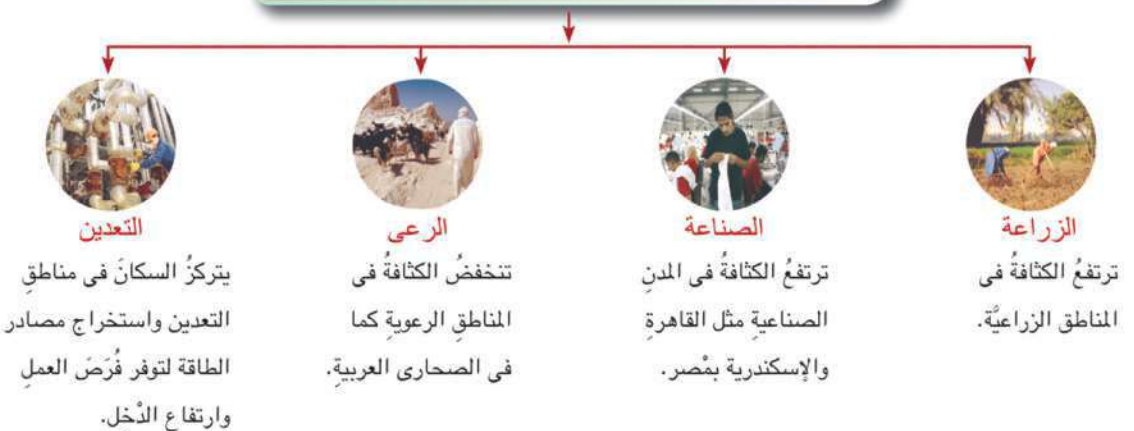 الزراعة
ترتفعُ الكثافةُ فى
المناطق الزراعيَّة.
الصناعة
ترتفعُ الكثافةُ فى المدنِ
الصناعيةِ مثل القاهرةِ
والإسكندرية بمْصر.
الرعى
تنخفضُ الكثافةُ فى
المناطقِ الرعويةِ كما
فى الصحارى العربيةِ.
التعدين
يتركزُ السكانَ فى مناطقِ
التعدين واستخراج مصادر
الطاقة لتوفر فُرَصَ العملِ
وارتفاع الدْخل.